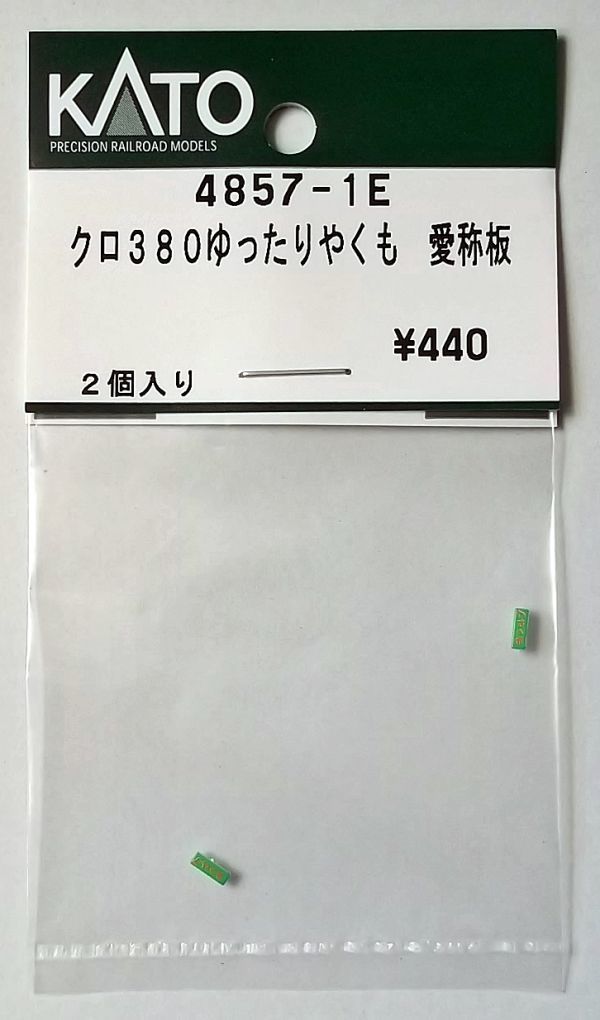 KATO
PRECISION RAILROAD MODELS
4857-1E
クロ380ゆったりやくも　愛称板
¥440
2個入り